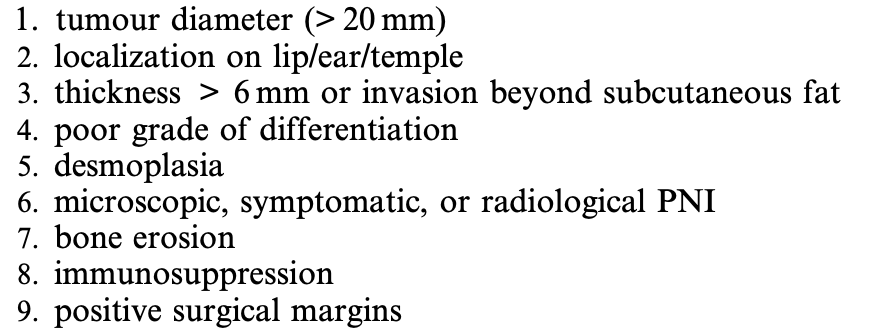 1. tumour diameter (> 20 mm)
2. localization on lip/ear/temple
3. thickness > 6 mm or invasion beyond subcutaneous fat
4. poor grade of differentiation
5. desmoplasia
6. microscopic, symptomatic, or radiological PNI
7. bone erosion
8. immunosuppression
9. positive surgical margins